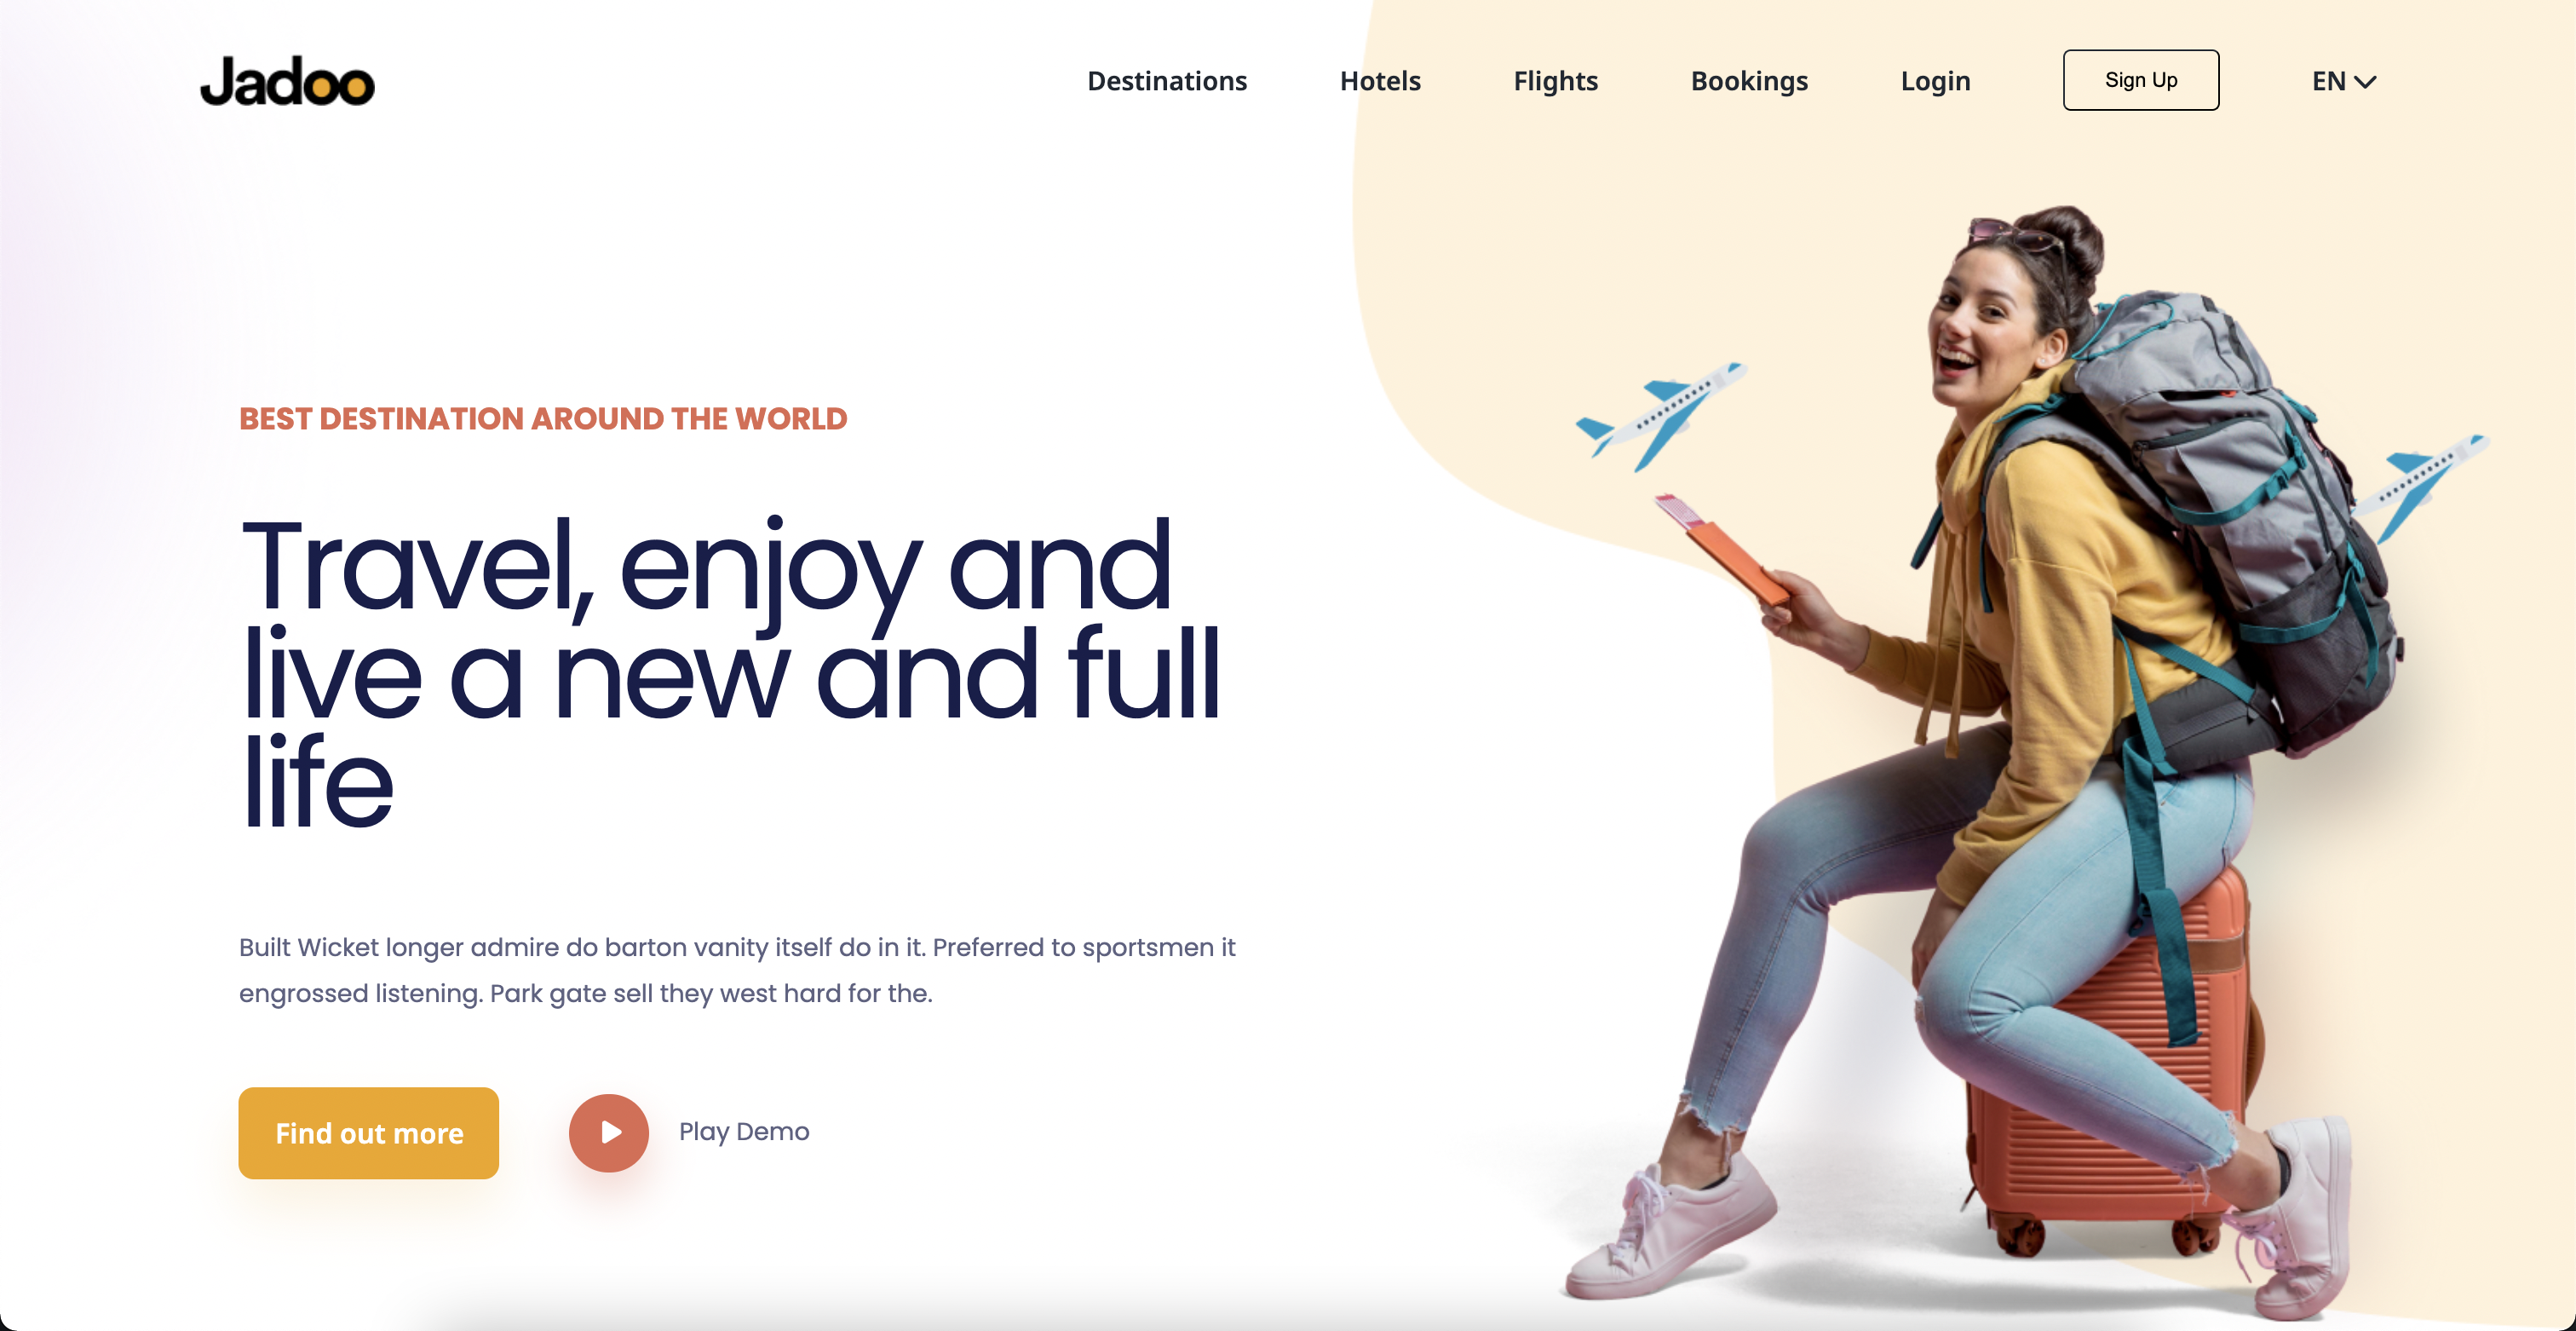 Jadoo
Destinations
Hotels
Flights
Bookings
Login
Sign Up
EN
BEST DESTINATION AROUND THE WORLD
Travel, enjoy and
live a new and full
life
Built Wicket longer admire do barton vanity itself do in it. Preferred to sportsmen it
engrossed listening. Park gate sell they west hard for the.
Find out more
Play Demo